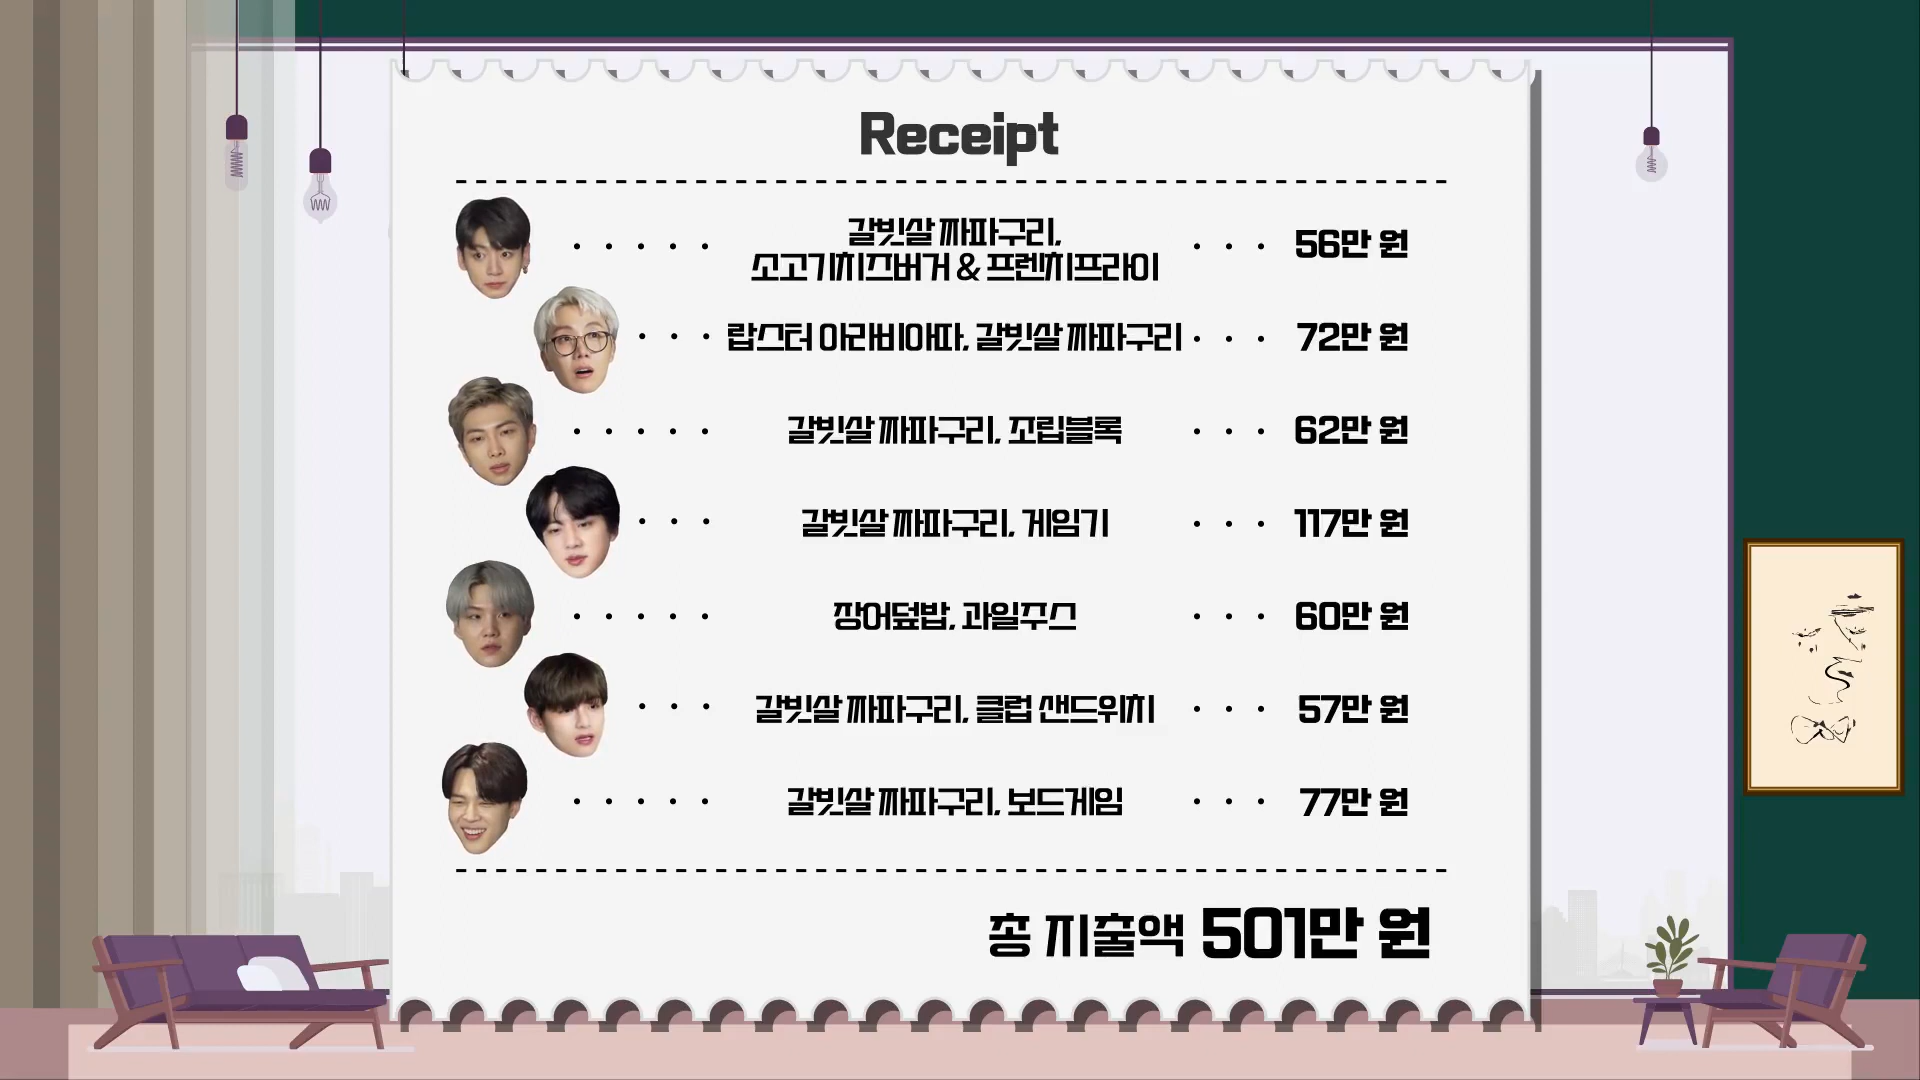 Receipt
갈빗살 짜파구리,
소고기치즈버거 & 프렌치프라이
56만 원
랍스터 아라비아따, 갈빗살 짜파구리
72만 원
갈빗살 짜파구리, 조립블록
62만 원
갈빗살 짜파구리, 게임기
117만 원
장어덮밥, 과일쥬스
60만 원
갈빗살 짜파구리, 클럽 샌드위치
57만 원
갈빗살 짜파구리, 보드게임
77만 원
총 지출액 501만 원